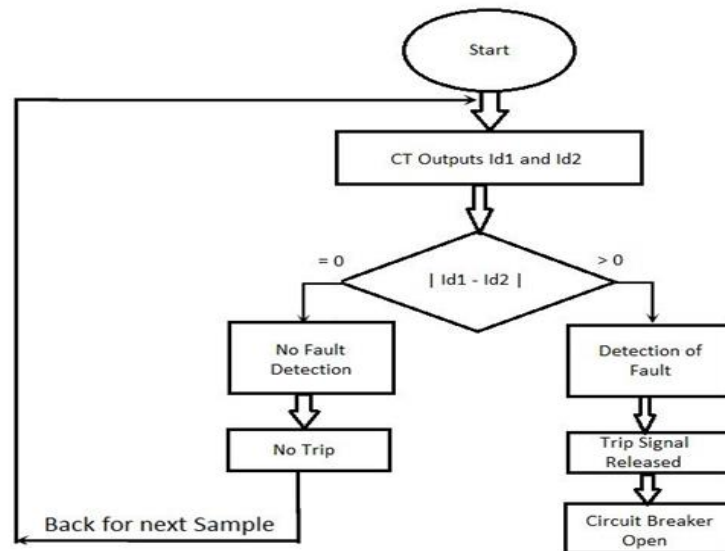 Start
CT Outputs Id1 and Id2
= 0
| Id1 - Id2 |
> 0
No Fault
Detection
Detection of
Fault
No Trip
Trip Signal
Released
Back for next Sample
Circuit Breaker
Open